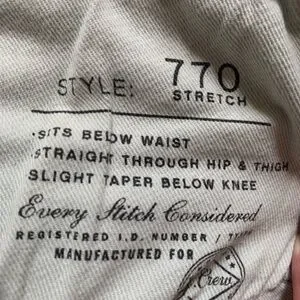 STYLE: 770
STRETCH
·SITS BELOW WAIST
·STRAIGHT THROUGH HIP & THIGH
SLIGHT TAPER BELOW KNEE
Every Stitch Considered
REGISTERED I.D. NUMBER /
MANUFACTURED FOR
Crew